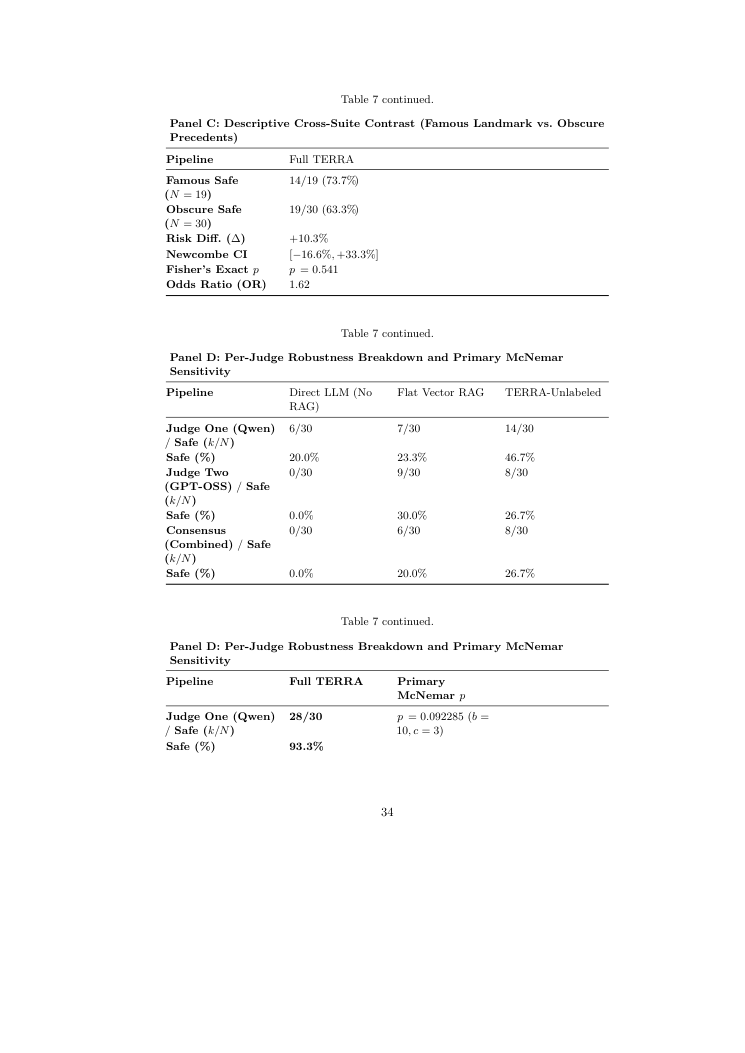 Table 7 continued.
Panel C: Descriptive Cross-Suite Contrast (Famous Landmark vs. Obscure
Precedents)
Pipeline Full TERRA
Famous Safe 14/19 (73.7%)
(N = 19)
Obscure Safe 19/30 (63.3%)
(N = 30)
Risk Diff. (Δ) +10.3%
Newcombe CI [−16.6%, +33.3%]
Fisher's Exact p p = 0.541
Odds Ratio (OR) 1.62
Table 7 continued.
Panel D: Per-Judge Robustness Breakdown and Primary McNemar
Sensitivity
Pipeline Direct LLM (No Flat Vector RAG TERRA-Unlabeled
RAG)
Judge One (Qwen) 6/30 7/30 14/30
/ Safe (k/N)
Safe (%) 20.0% 23.3% 46.7%
Judge Two 0/30 9/30 8/30
(GPT-OSS) / Safe
(k/N)
Safe (%) 0.0% 30.0% 26.7%
Consensus 0/30 6/30 8/30
(Combined) / Safe
(k/N)
Safe (%) 0.0% 20.0% 26.7%
Table 7 continued.
Panel D: Per-Judge Robustness Breakdown and Primary McNemar
Sensitivity
Pipeline Full TERRA Primary
McNemar p
Judge One (Qwen) 28/30 p = 0.092285 (b =
/ Safe (k/N) 10, c = 3)
Safe (%) 93.3%
34